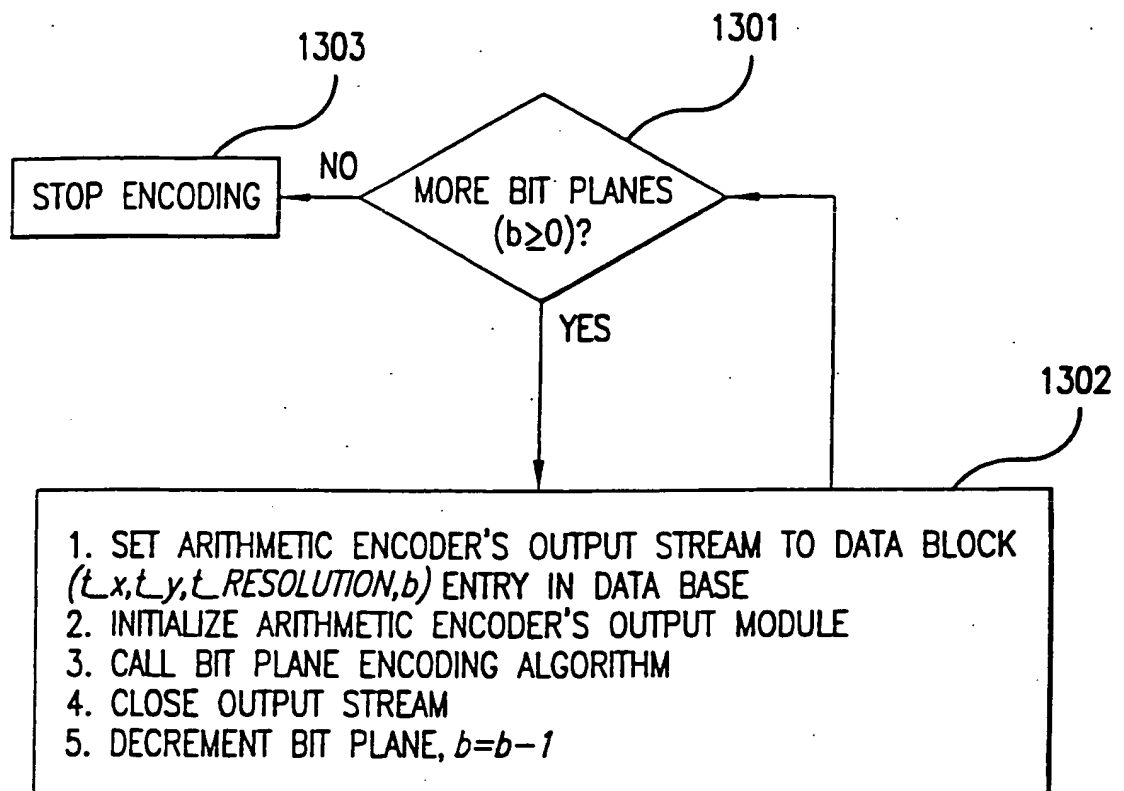 1303
1301
STOP ENCODING
NO
MORE BIT PLANES
(b≥0)?
YES
1302
1. SET ARITHMETIC ENCODER'S OUTPUT STREAM TO DATA BLOCK
(t_x,t_y,t_RESOLUTION,b) ENTRY IN DATA BASE
2. INITIALIZE ARITHMETIC ENCODER'S OUTPUT MODULE
3. CALL BIT PLANE ENCODING ALGORITHM
4. CLOSE OUTPUT STREAM
5. DECREMENT BIT PLANE, b=b-1